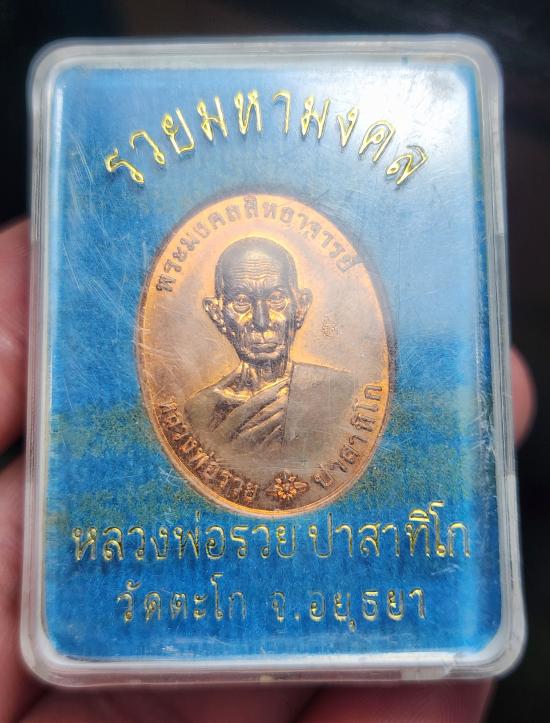 รวยมหามงคล
พระมงคลสิทธาจารย์
หลวงพ่อรวย ปาสาทิโก
หลวงพ่อรวย ปาสาทิโก
วัดตะโก จ.อยุธยา